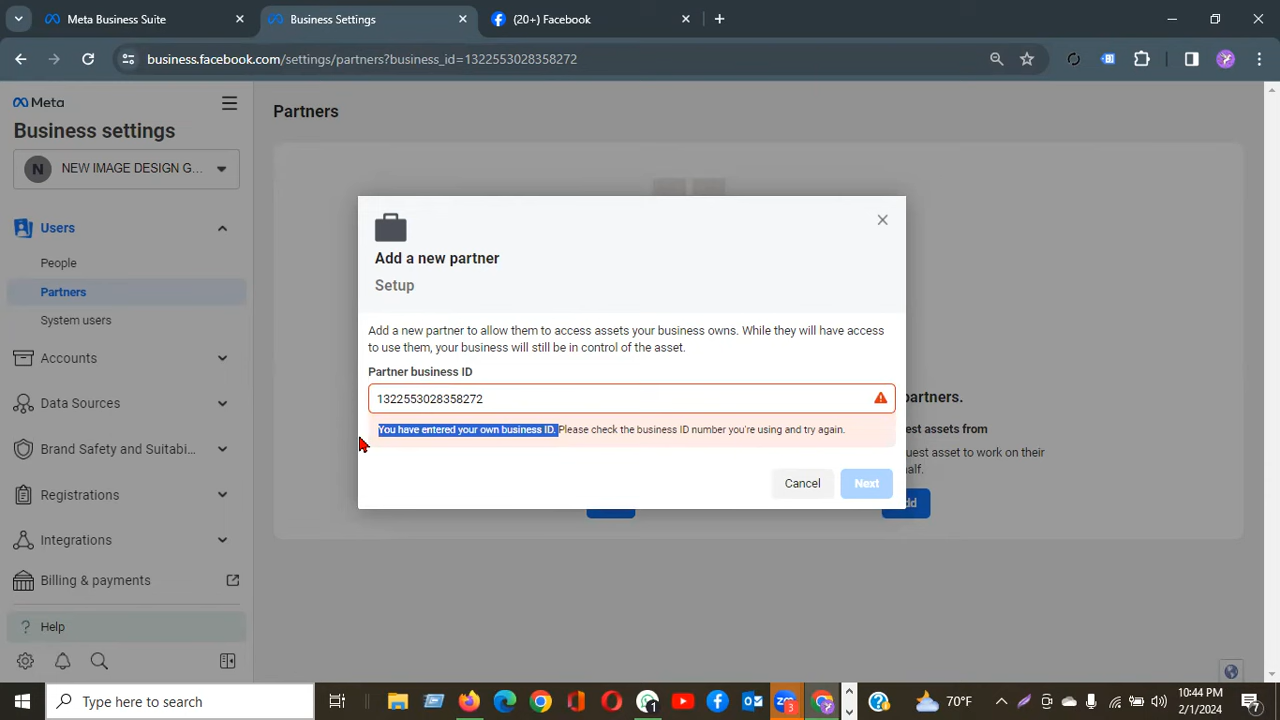 Meta Business Suite
Business Settings
(20+) Facebook
business.facebook.com/settings/partners?business_id=1322553028358272
Meta
Business settings
N NEW IMAGE DESIGN G...
Users
People
Partners
System users
Accounts
Data Sources
Brand Safety and Suitabi...
Registrations
Integrations
Billing & payments
? Help
Partners
Add a new partner
Setup
Add a new partner to allow them to access assets your business owns. While they will have access
to use them, your business will still be in control of the asset.
Partner business ID
1322553028358272
You have entered your own business ID. Please check the business ID number you're using and try again.
Cancel
Next
partners.
est assets from
uest asset to work on their
half.
dd
Type here to search
1
3
70°F
10:44 PM
2/1/2024
7